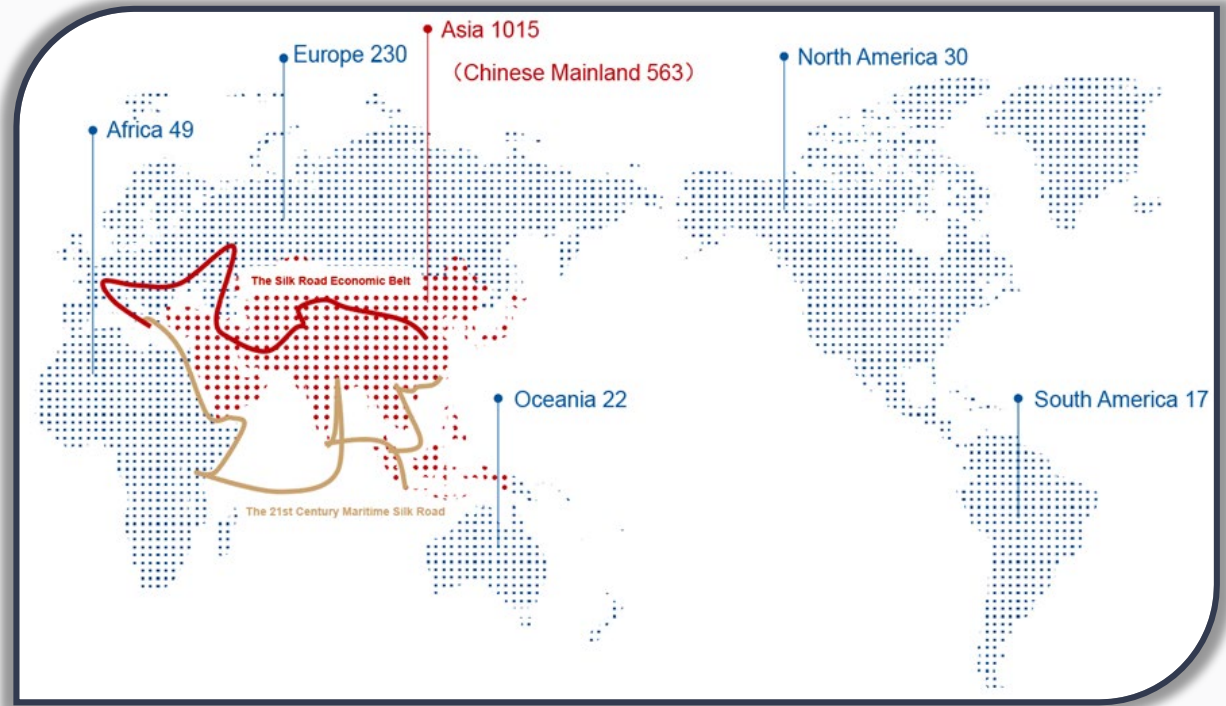 Asia 1015
（Chinese Mainland 563）
Europe 230
North America 30
Africa 49
The Silk Road Economic Belt
Oceania 22
South America 17
The 21st Century Maritime Silk Road